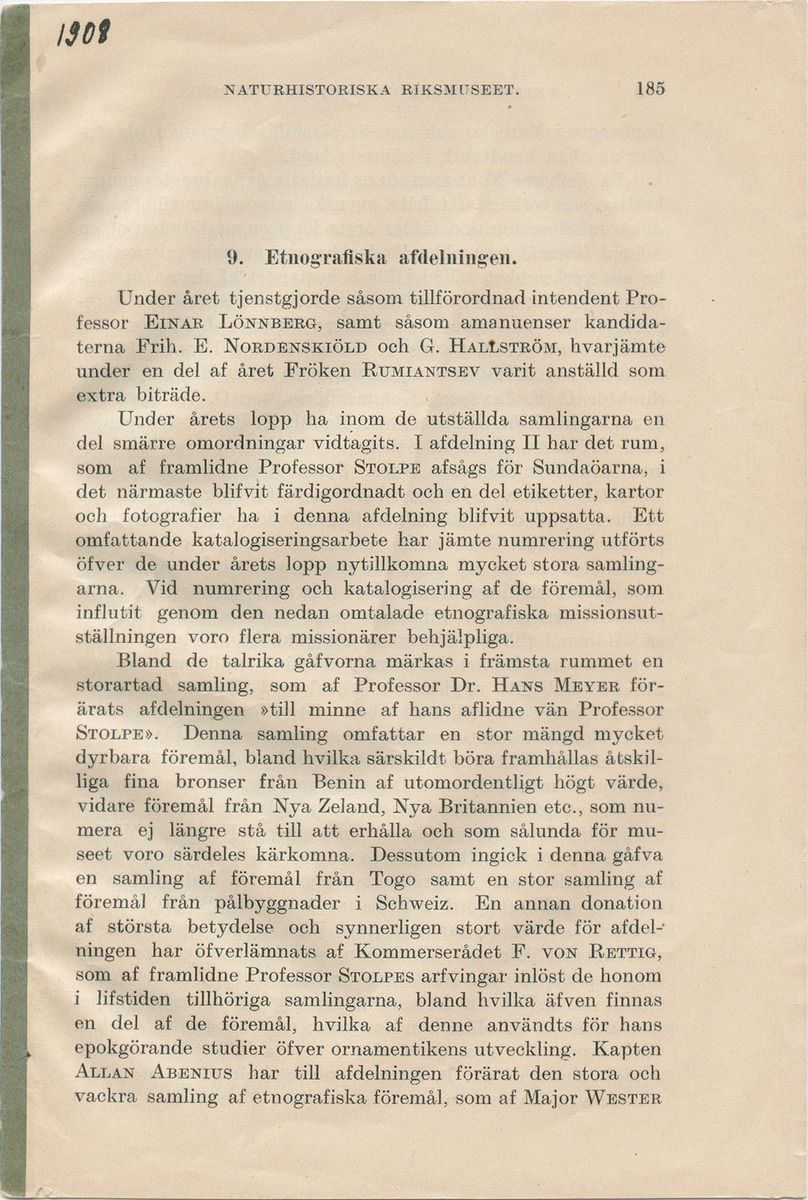 1908
NATURHISTORISKA RIKSMUSEET. 185
9. Etnografiska afdelningen.
Under året tjenstgjorde såsom tillförordnad intendent Pro-
fessor EINAR LÖNNBERG, samt såsom amanuenser kandida-
terna Frih. E. NORDENSKIÖLD och G. HALLSTRÖM, hvarjämte
under en del af året Fröken RUMIANTSEV varit anställd som
extra biträde.
Under årets lopp ha inom de utställda samlingarna en
del smärre omordningar vidtagits. I afdelning II har det rum,
som af framlidne Professor STOLPE afsågs för Sundaöarna, i
det närmaste blifvit färdigordnadt och en del etiketter, kartor
och fotografier ha i denna afdelning blifvit uppsatta. Ett
omfattande katalogiseringsarbete har jämte numrering utförts
öfver de under årets lopp nytillkomna mycket stora samling-
arna. Vid numrering och katalogisering af de föremål, som
influtit genom den nedan omtalade etnografiska missionsut-
ställningen voro flera missionärer behjälpliga.
Bland de talrika gåfvorna märkas i främsta rummet en
storartad samling, som af Professor Dr. HANS MEYER för-
ärats afdelningen »till minne af hans aflidne vän Professor
STOLPE». Denna samling omfattar en stor mängd mycket
dyrbara föremål, bland hvilka särskildt böra framhållas åtskil-
liga fina bronser från Benin af utomordentligt högt värde,
vidare föremål från Nya Zeland, Nya Britannien etc., som nu-
mera ej längre stå till att erhålla och som sålunda för mu-
seet voro särdeles kärkomna. Dessutom ingick i denna gåfva
en samling af föremål från Togo samt en stor samling af
föremål från pålbyggnader i Schweiz. En annan donation
af största betydelse och synnerligen stort värde för afdel-
ningen har öfverlämnats af Kommerserådet F. VON RETTIG,
som af framlidne Professor STOLPES arfvingar inlöst de honom
i lifstiden tillhöriga samlingarna, bland hvilka äfven finnas
en del af de föremål, hvilka af denne användts för hans
epokgörande studier öfver ornamentikens utveckling. Kapten
ALLAN ABENIUS har till afdelningen förärat den stora och
vackra samling af etnografiska föremål, som af Major WESTER